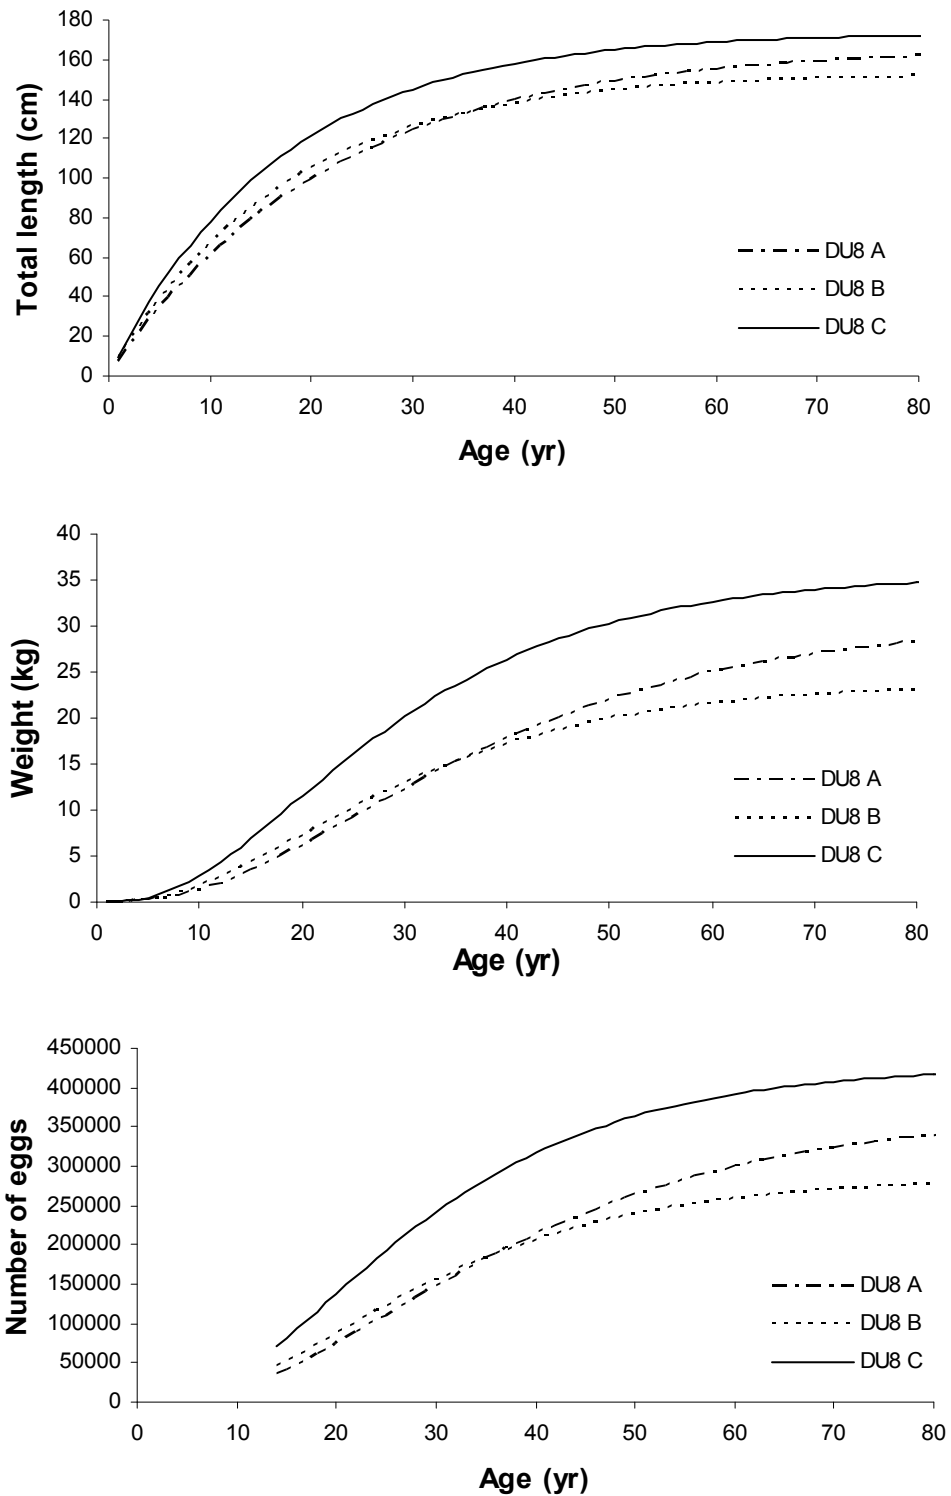 180
160
140
120
100
80
60
40
20
0
Total length (cm)
DU8 A
DU8 B
DU8 C
0 10 20 30 40 50 60 70 80
Age (yr)
40
35
30
25
20
15
10
5
0
Weight (kg)
DU8 A
DU8 B
DU8 C
0 10 20 30 40 50 60 70 80
Age (yr)
450000
400000
350000
300000
250000
200000
150000
100000
50000
0
Number of eggs
DU8 A
DU8 B
DU8 C
0 10 20 30 40 50 60 70 80
Age (yr)